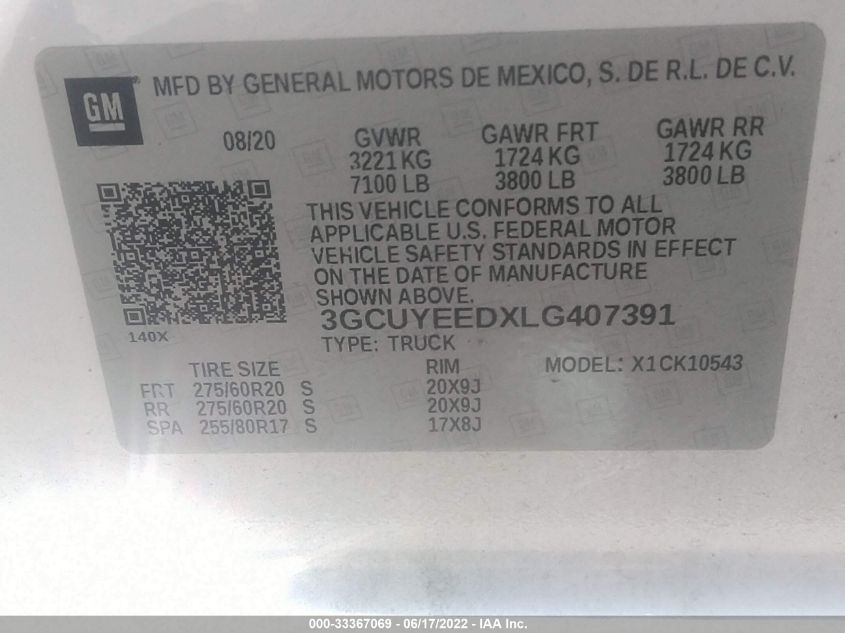 GM ® MFD BY GENERAL MOTORS DE MEXICO, S. DE R.L. DE C.V.
08/20 GVWR GAWR FRT GAWR RR
3221 KG 1724 KG 1724 KG
7100 LB 3800 LB 3800 LB
THIS VEHICLE CONFORMS TO ALL
APPLICABLE U.S. FEDERAL MOTOR
VEHICLE SAFETY STANDARDS IN EFFECT
ON THE DATE OF MANUFACTURE
SHOWN ABOVE.
3GCUYEEDXLG407391
140X
TYPE: TRUCK
TIRE SIZE RIM MODEL: X1CK10543
FRT 275/60R20 S 20X9J
RR 275/60R20 S 20X9J
SPA 255/80R17 S 17X8J
000-33367069 - 06/17/2022 - IAA Inc.